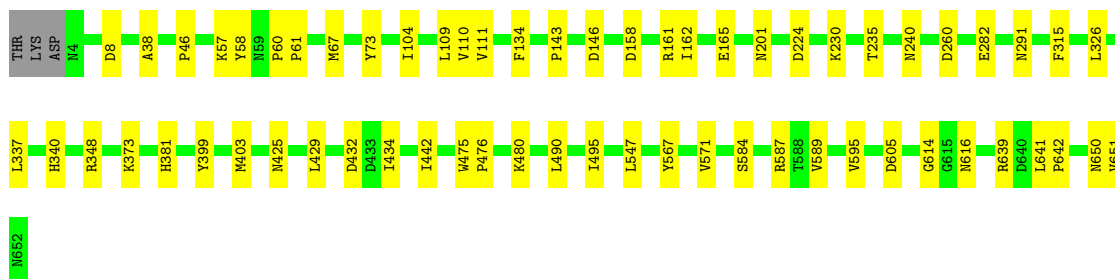 THR LYS ASP N4 D8 A38 P46 K57 Y58 N59 P60 P61 M67 Y73 I104 L109 V110 V111 F134 P143 D146 D158 R161 I162 E165 N201 D224 K230 T235 N240 D260 E282 N291 F315 L326
L337 H340 R348 K373 H381 Y399 M403 N425 L429 D432 D433 I434 I442 W475 P476 K480 L490 I495 L547 Y567 V571 S584 R587 T588 V589 V595 D605 G614 G615 N616 R639 D640 L641 P642 N650 V651
N652